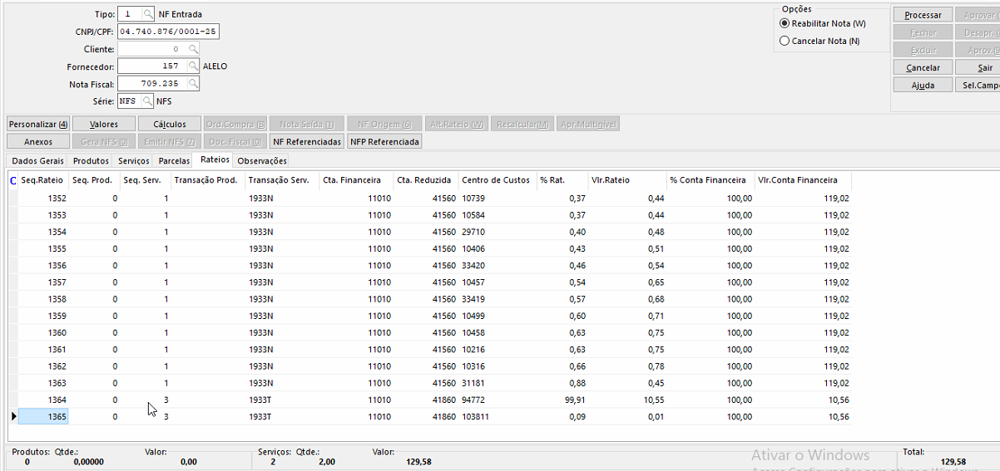 Tipo: 1 NF Entrada
CNPJ/CPF: 04.740.876/0001-25
Cliente: 0
Fornecedor: 157 ALELO
Nota Fiscal: 709.235
Série: NFS NFS
Opções
Reabilitar Nota (W)
Cancelar Nota (N)
Processar Aprovar (
Fechar Desapr. (
Excluir Aprov.(9
Cancelar Sair
Ajuda Sel.Campo
Personalizar (4) Valores Cálculos Ord.Compra (8) Nota Saída (1) NF Origem (6) Alt.Rateio (W) Recalcular(M) Apr.Multinivel
Anexos Gera NFS (0) Emitir NFS (7) Doc. Fiscal (0) NF Referenciadas NFP Referenciada
Dados Gerais Produtos Serviços Parcelas Rateios Observações
C Seq.Rateio Seq. Prod. Seq. Serv. Transação Prod. Transação Serv. Cta. Financeira Cta. Reduzida Centro de Custos % Rat. Vlr.Rateio % Conta Financeira Vlr.Conta Financeira
1352 0 1 1933N 11010 41560 10739 0,37 0,44 100,00 119,02
1353 0 1 1933N 11010 41560 10584 0,37 0,44 100,00 119,02
1354 0 1 1933N 11010 41560 29710 0,40 0,48 100,00 119,02
1355 0 1 1933N 11010 41560 10406 0,43 0,51 100,00 119,02
1356 0 1 1933N 11010 41560 33420 0,46 0,54 100,00 119,02
1357 0 1 1933N 11010 41560 10457 0,54 0,65 100,00 119,02
1358 0 1 1933N 11010 41560 33419 0,57 0,68 100,00 119,02
1359 0 1 1933N 11010 41560 10499 0,60 0,71 100,00 119,02
1360 0 1 1933N 11010 41560 10458 0,63 0,75 100,00 119,02
1361 0 1 1933N 11010 41560 10216 0,63 0,75 100,00 119,02
1362 0 1 1933N 11010 41560 10316 0,66 0,78 100,00 119,02
1363 0 1 1933N 11010 41560 31181 0,88 0,45 100,00 119,02
1364 0 3 1933T 11010 41860 94772 99,91 10,55 100,00 10,56
1365 0 3 1933T 11010 41860 103811 0,09 0,01 100,00 10,56
Produtos: Qtde.: Valor: Serviços: Qtde.: Valor: Total:
0 0,00000 0,00 2 2,00 129,58 129,58
Ativar o Windows